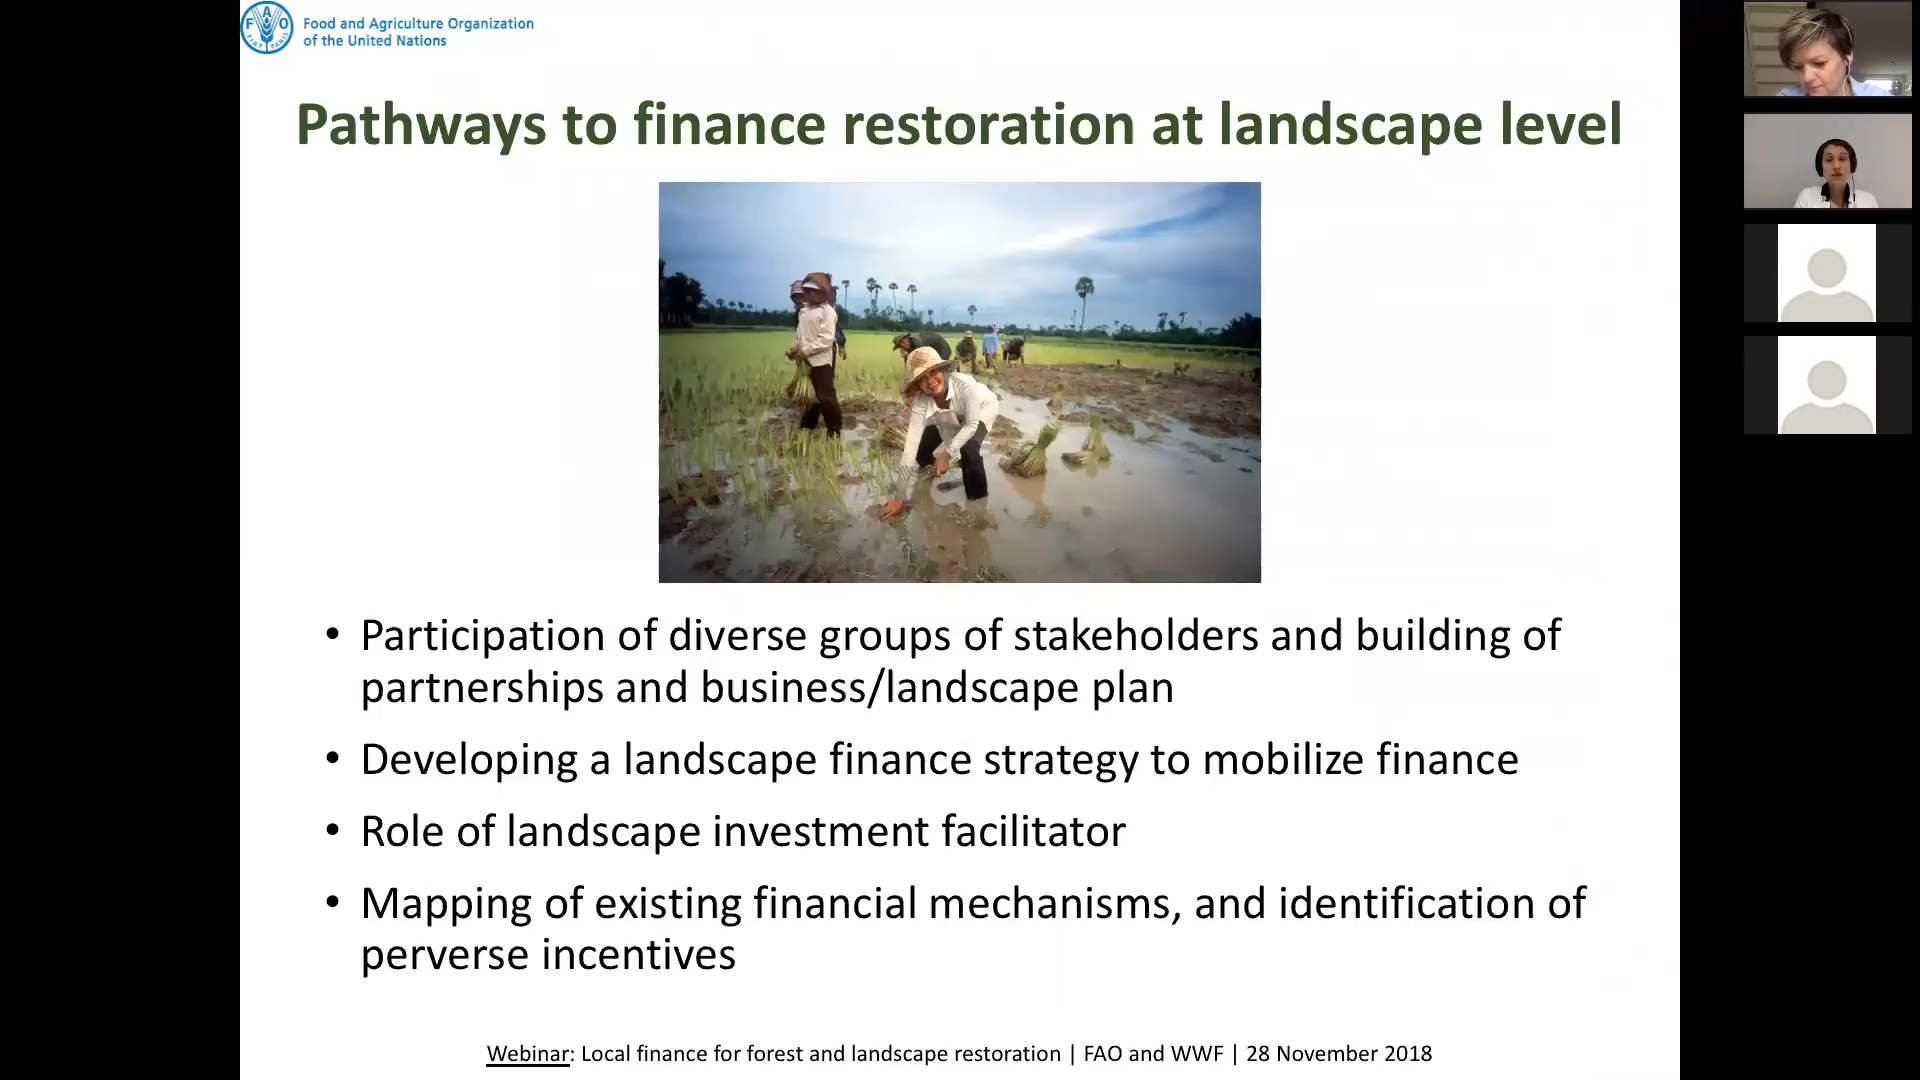 Food and Agriculture Organization
of the United Nations
Pathways to finance restoration at landscape level
• Participation of diverse groups of stakeholders and building of
partnerships and business/landscape plan
• Developing a landscape finance strategy to mobilize finance
• Role of landscape investment facilitator
• Mapping of existing financial mechanisms, and identification of
perverse incentives
Webinar: Local finance for forest and landscape restoration | FAO and WWF | 28 November 2018